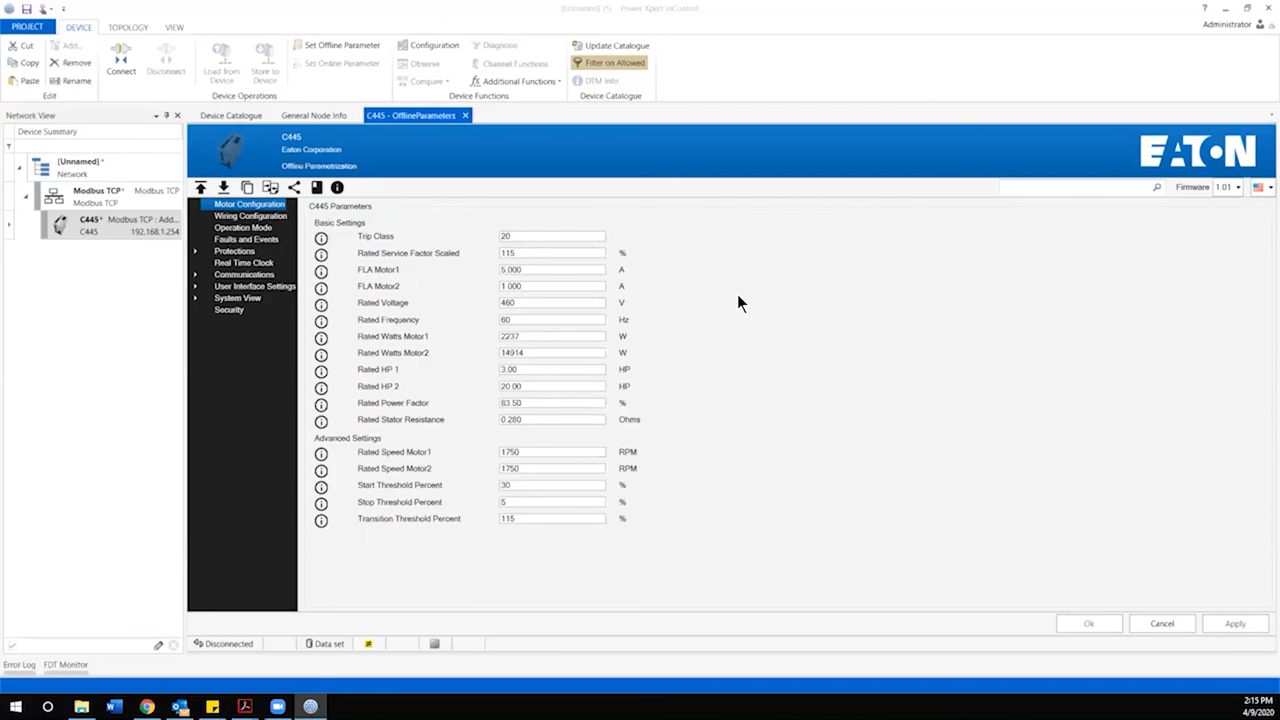 [Unnamed] (*) - Power Xpert inControl
PROJECT DEVICE TOPOLOGY VIEW
Administrator
Cut Add...
Copy Remove
Paste Rename
Edit
Connect Disconnect
Load from Device Store to Device
Device Operations
Set Offline Parameter
Set Online Parameter
Configuration Diagnosis
Observe Channel Functions
Compare Additional Functions
Device Functions
Update Catalogue
Filter on Allowed
DTM Info
Device Catalogue
Network View
Device Catalogue General Node Info C445 - OfflineParameters
Device Summary
[Unnamed] *
Network
Modbus TCP* Modbus TCP
Modbus TCP
C445* Modbus TCP : Add...
C445 192.168.1.254
C445
Eaton Corporation
Offline Parametrization
EATON
Firmware 1.01
Motor Configuration
Wiring Configuration
Operation Mode
Faults and Events
Protections
Real Time Clock
Communications
User Interface Settings
System View
Security
C445 Parameters
Basic Settings
Trip Class 20
Rated Service Factor Scaled 115 %
FLA Motor1 5.000 A
FLA Motor2 1.000 A
Rated Voltage 460 V
Rated Frequency 60 Hz
Rated Watts Motor1 2237 W
Rated Watts Motor2 14914 W
Rated HP 1 3.00 HP
Rated HP 2 20.00 HP
Rated Power Factor 83.50 %
Rated Stator Resistance 0.280 Ohms
Advanced Settings
Rated Speed Motor1 1750 RPM
Rated Speed Motor2 1750 RPM
Start Threshold Percent 30 %
Stop Threshold Percent 5 %
Transition Threshold Percent 115 %
Ok Cancel Apply
Disconnected Data set
Error Log FDT Monitor
2:15 PM
4/9/2020